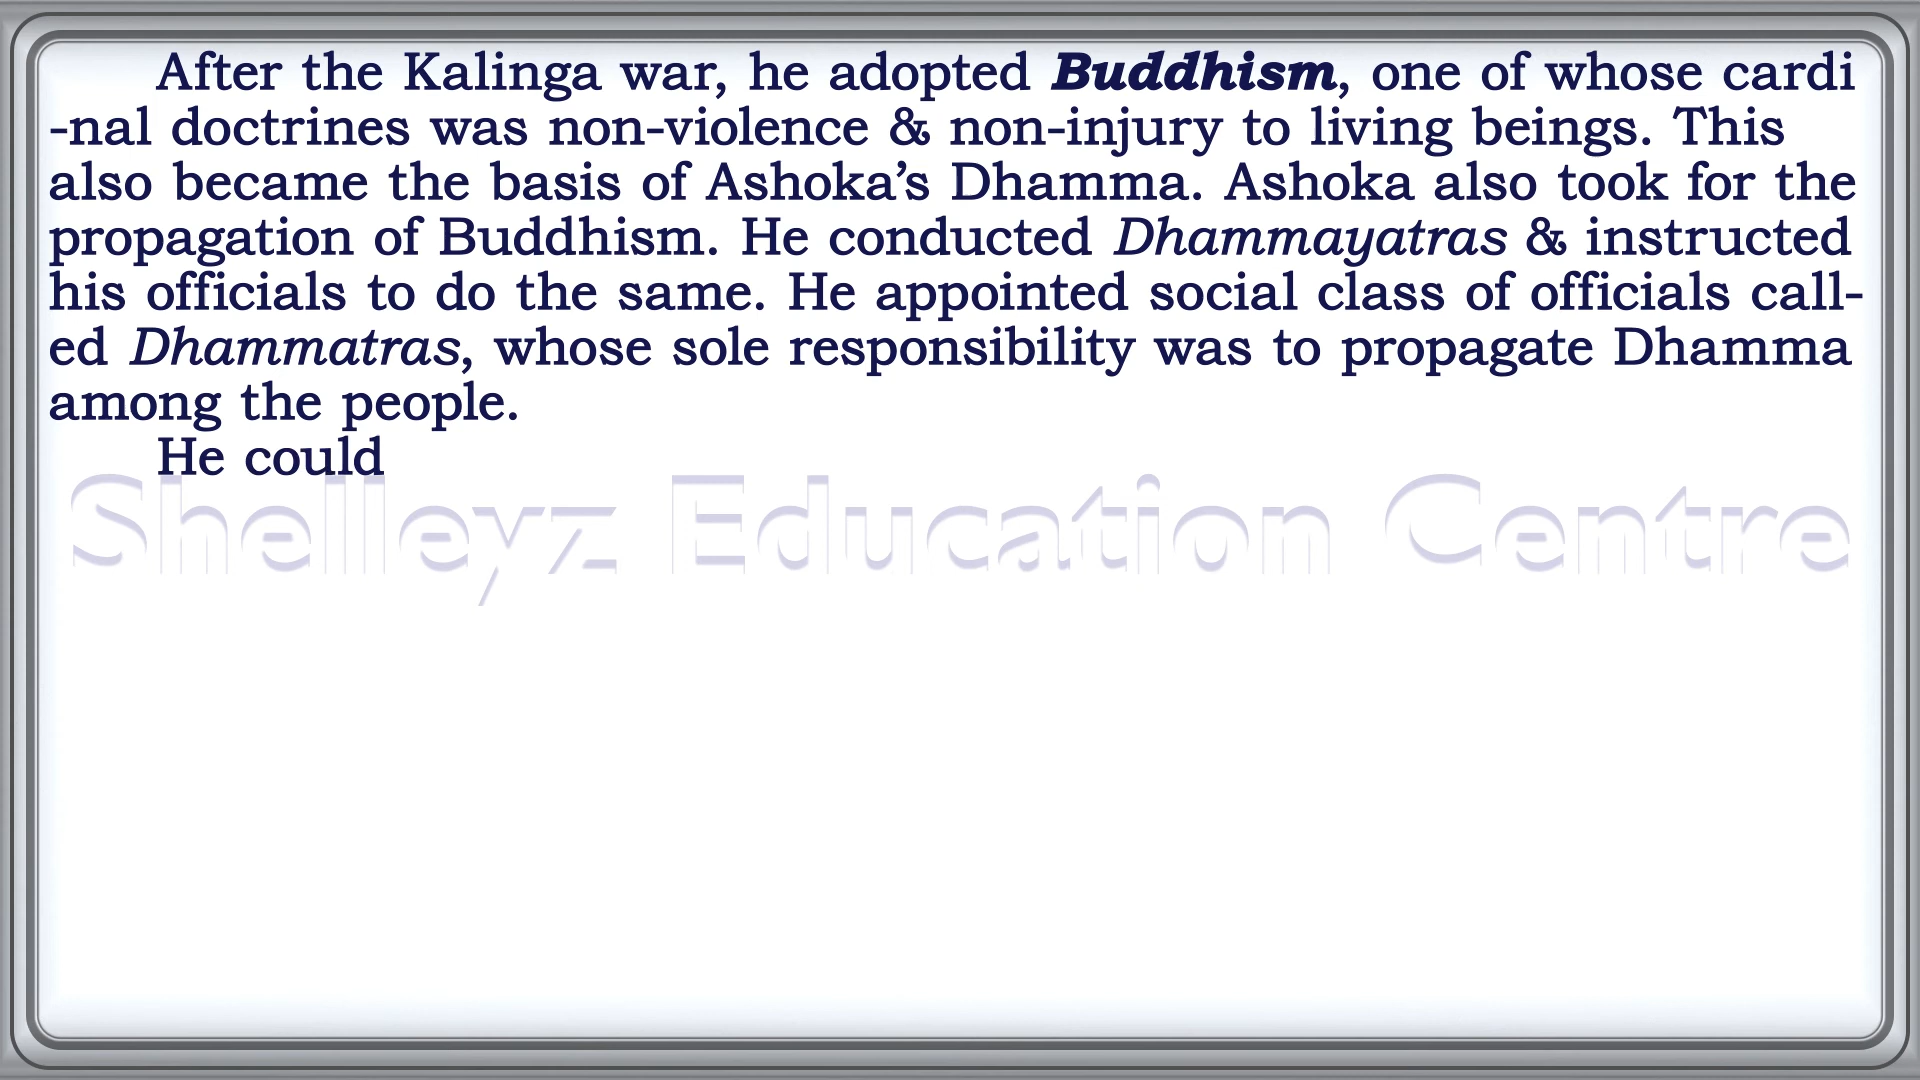 After the Kalinga war, he adopted Buddhism, one of whose cardi
-nal doctrines was non-violence & non-injury to living beings. This
also became the basis of Ashoka’s Dhamma. Ashoka also took for the
propagation of Buddhism. He conducted Dhammayatras & instructed
his officials to do the same. He appointed social class of officials call-
ed Dhammatras, whose sole responsibility was to propagate Dhamma
among the people.
He could
Shelleyz Education Centre